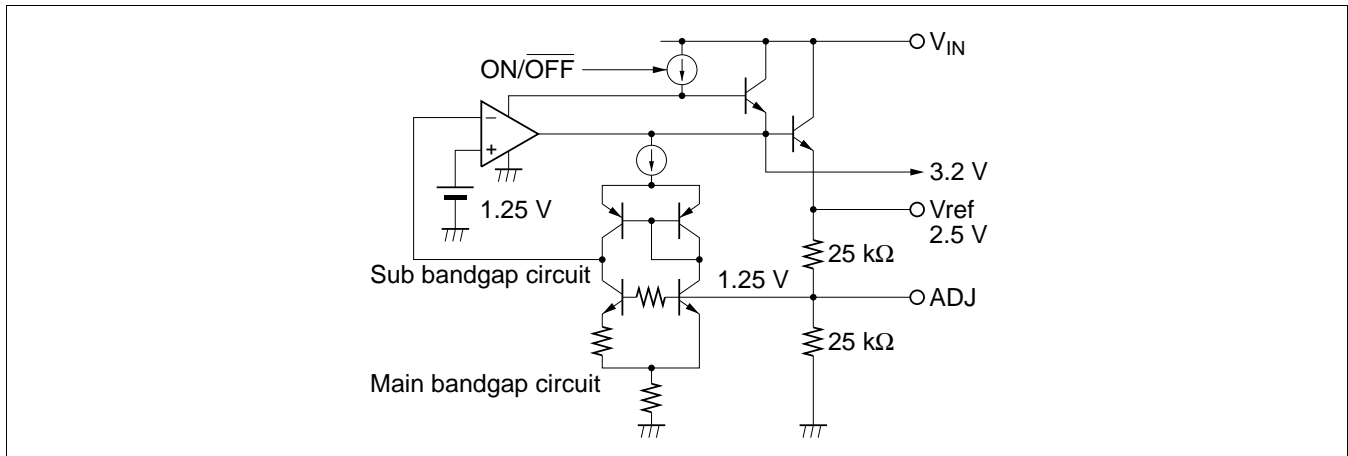 V_IN
ON/O̅F̅F̅
−
+
3.2 V
1.25 V
Vref
2.5 V
25 kΩ
Sub bandgap circuit
1.25 V
ADJ
25 kΩ
Main bandgap circuit